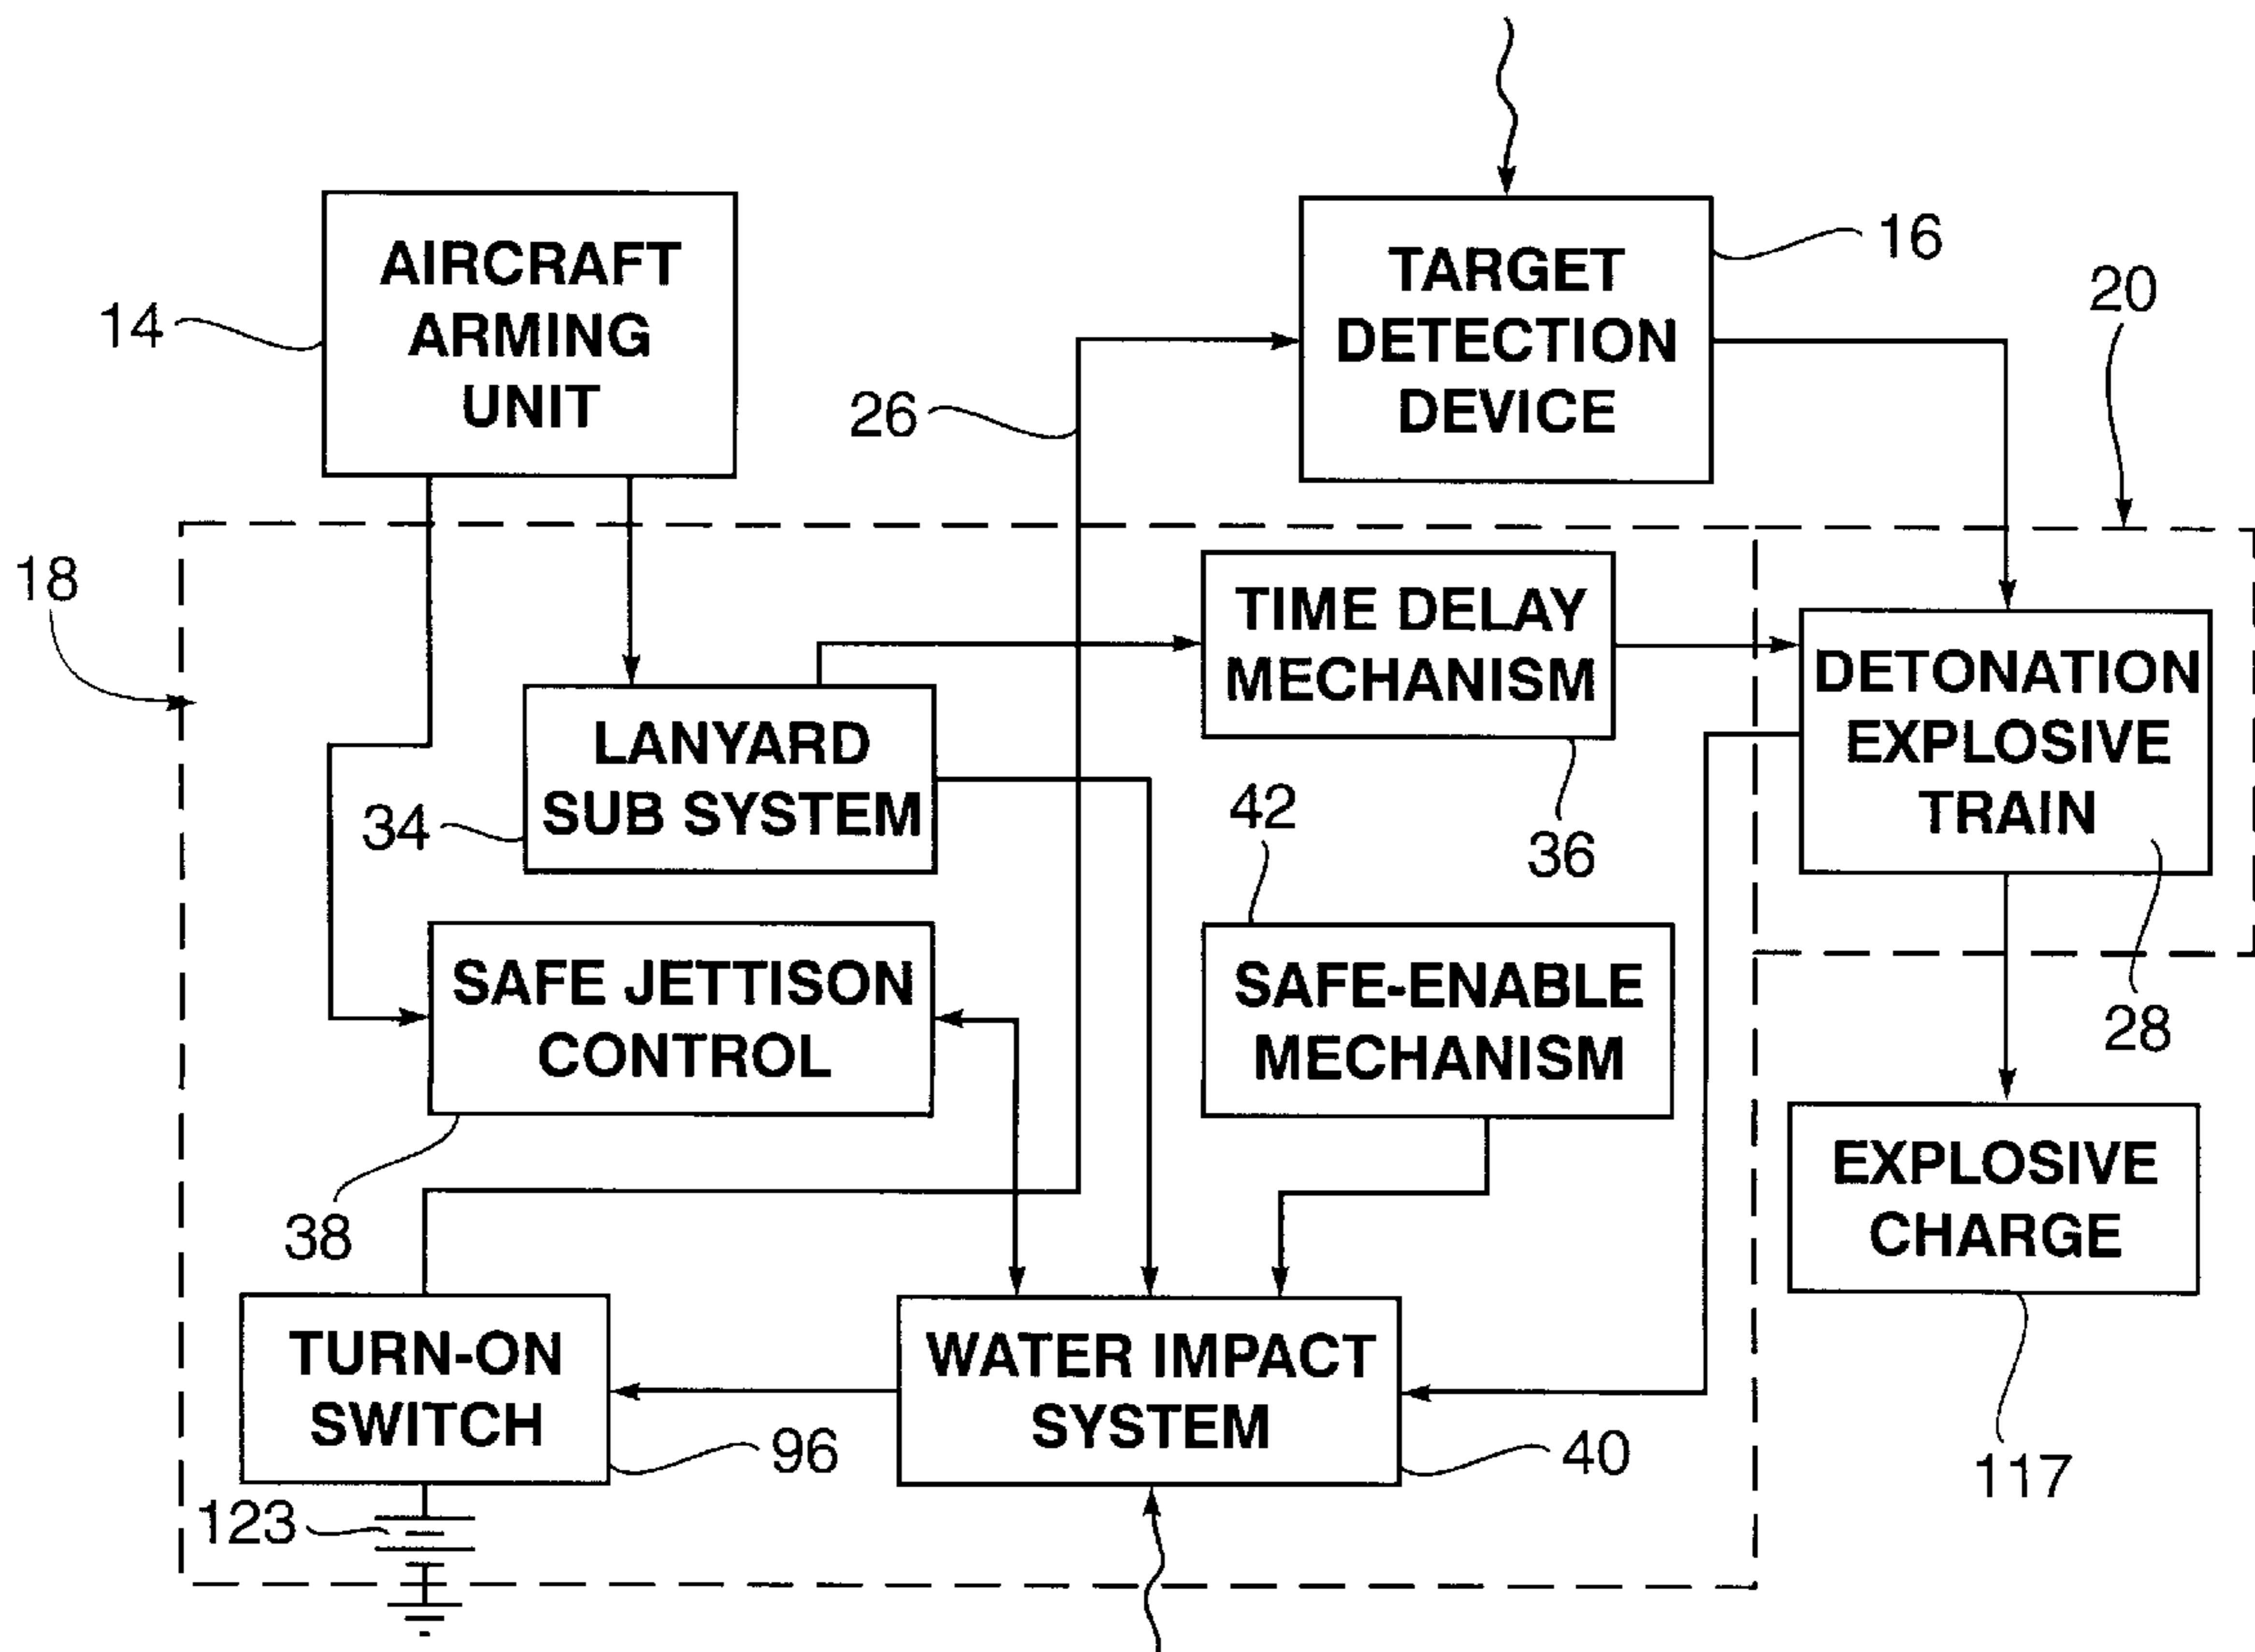 AIRCRAFT
ARMING
UNIT
14
TARGET
DETECTION
DEVICE
16
20
26
18
TIME DELAY
MECHANISM
36
LANYARD
SUB SYSTEM
34
DETONATION
EXPLOSIVE
TRAIN
28
42
SAFE JETTISON
CONTROL
38
SAFE-ENABLE
MECHANISM
EXPLOSIVE
CHARGE
117
TURN-ON
SWITCH
96
WATER IMPACT
SYSTEM
40
123